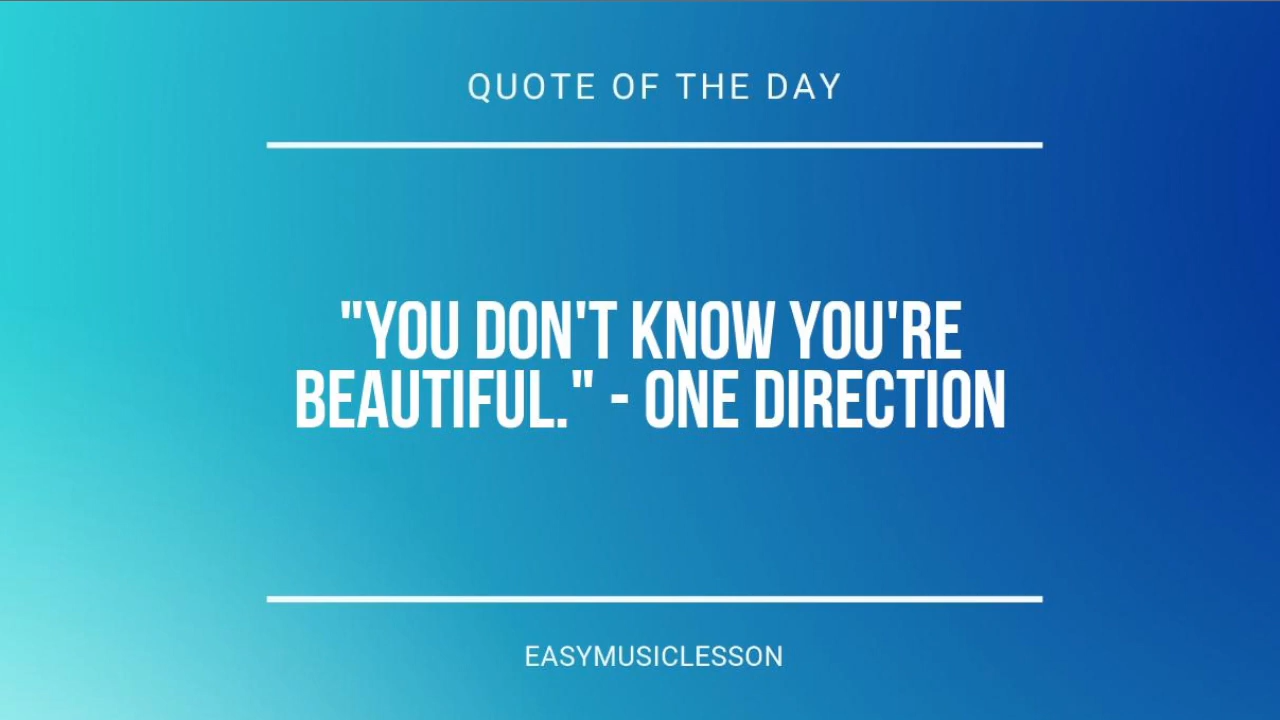 QUOTE OF THE DAY
"YOU DON'T KNOW YOU'RE
BEAUTIFUL." - ONE DIRECTION
EASYMUSICLESSON